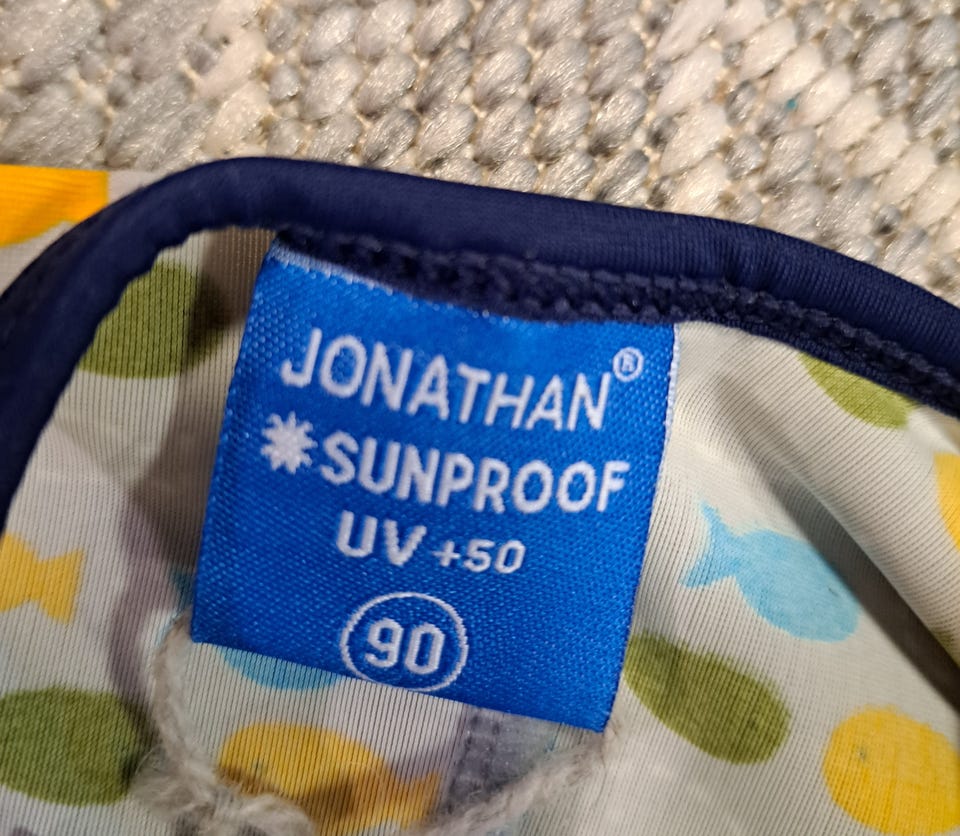 JONATHAN®
SUNPROOF
UV +50
90